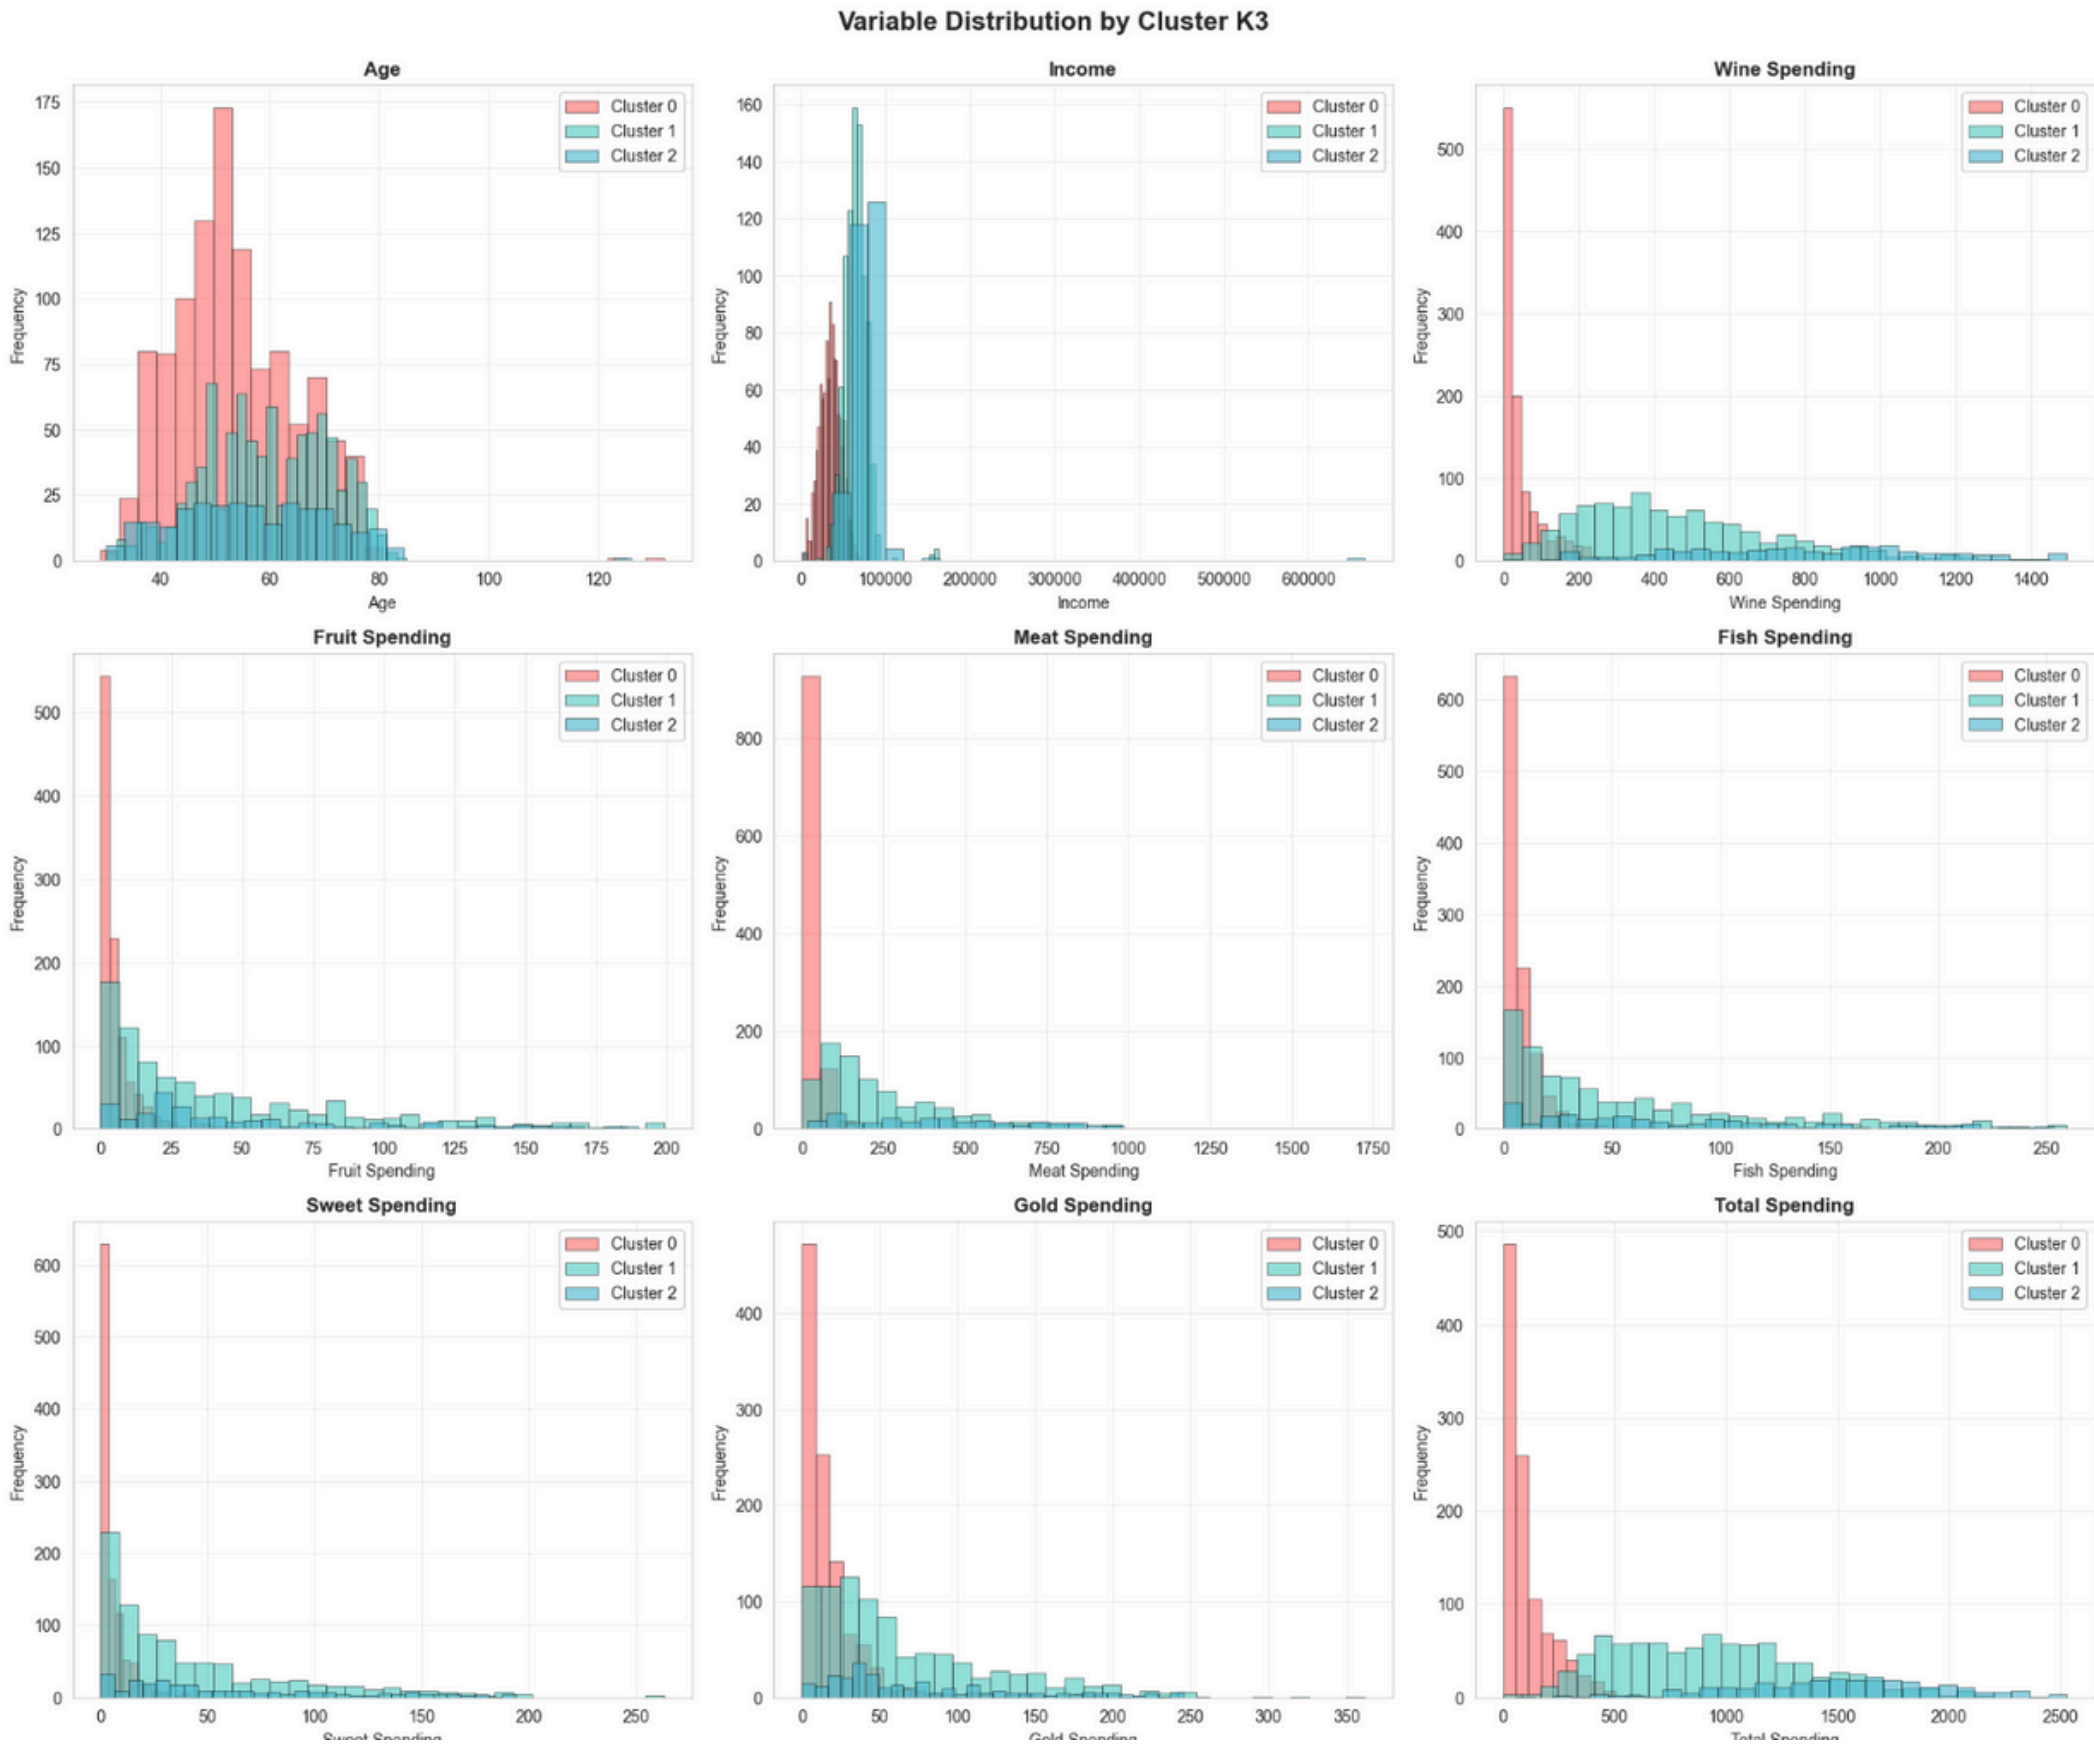 Variable Distribution by Cluster K3
Age
Cluster 0
Cluster 1
Cluster 2
175
150
125
100
75
50
25
0
Frequency
40 60 80 100 120
Age
Income
Cluster 0
Cluster 1
Cluster 2
160
140
120
100
80
60
40
20
0
Frequency
0 100000 200000 300000 400000 500000 600000
Income
Wine Spending
Cluster 0
Cluster 1
Cluster 2
500
400
300
200
100
0
Frequency
0 200 400 600 800 1000 1200 1400
Wine Spending
Fruit Spending
Cluster 0
Cluster 1
Cluster 2
500
400
300
200
100
0
Frequency
0 25 50 75 100 125 150 175 200
Fruit Spending
Meat Spending
Cluster 0
Cluster 1
Cluster 2
800
600
400
200
0
Frequency
0 250 500 750 1000 1250 1500 1750
Meat Spending
Fish Spending
Cluster 0
Cluster 1
Cluster 2
600
500
400
300
200
100
0
Frequency
0 50 100 150 200 250
Fish Spending
Sweet Spending
Cluster 0
Cluster 1
Cluster 2
600
500
400
300
200
100
0
Frequency
0 50 100 150 200 250
Sweet Spending
Gold Spending
Cluster 0
Cluster 1
Cluster 2
400
300
200
100
0
Frequency
0 50 100 150 200 250 300 350
Gold Spending
Total Spending
Cluster 0
Cluster 1
Cluster 2
500
400
300
200
100
0
Frequency
0 500 1000 1500 2000 2500
Total Spending